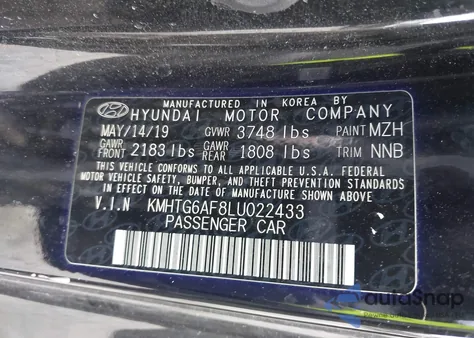 MANUFACTURED IN KOREA BY
HYUNDAI MOTOR COMPANY
MAY/14/19 GVWR 3748 lbs PAINT MZH
GAWR FRONT 2183 lbs GAWR REAR 1808 lbs TRIM NNB
THIS VEHICLE CONFORMS TO ALL APPLICABLE U.S.A. FEDERAL
MOTOR VEHICLE SAFETY, BUMPER, AND THEFT PREVENTION STANDARDS
IN EFFECT ON THE DATE OF MANUFACTURE SHOWN ABOVE.
V.I.N KMHTG6AF8LU022433
PASSENGER CAR
autosnap